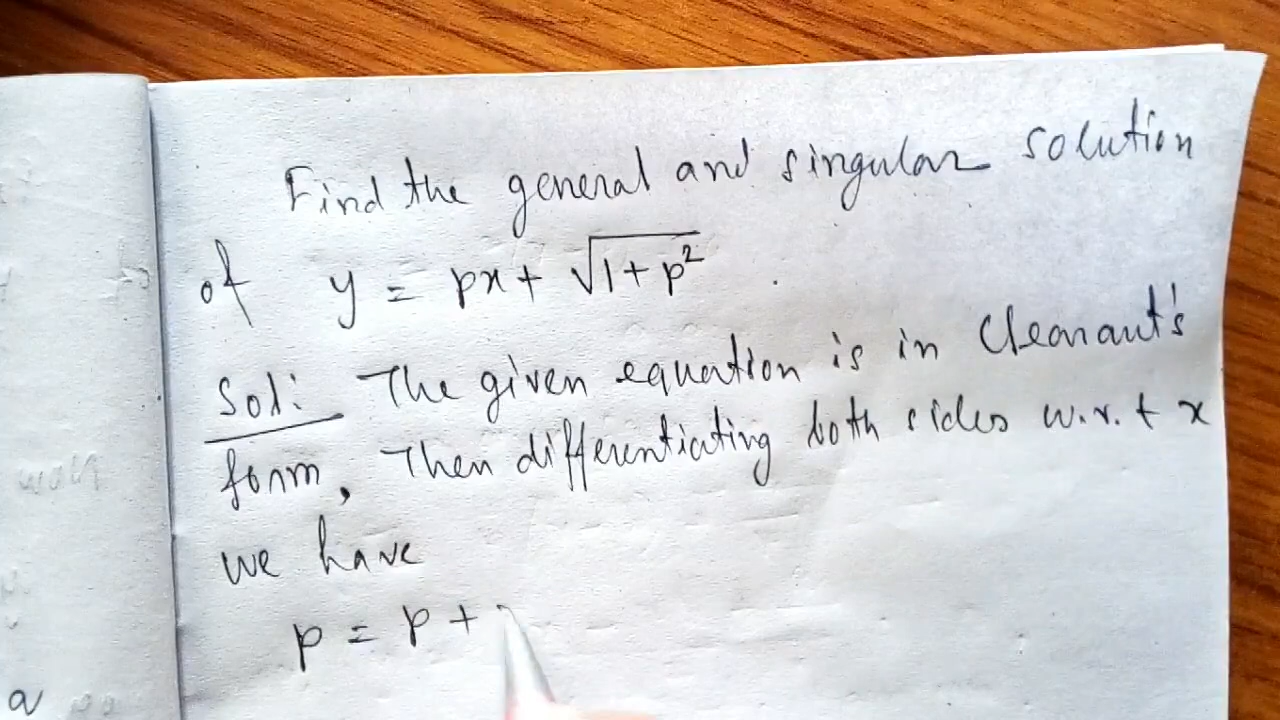 Find the general and singular solution
of y = px + √1+p²  .
Sol: The given equation is in Clearaut's
form, Then differentiating both sides w.r.t x
we have
p = p +